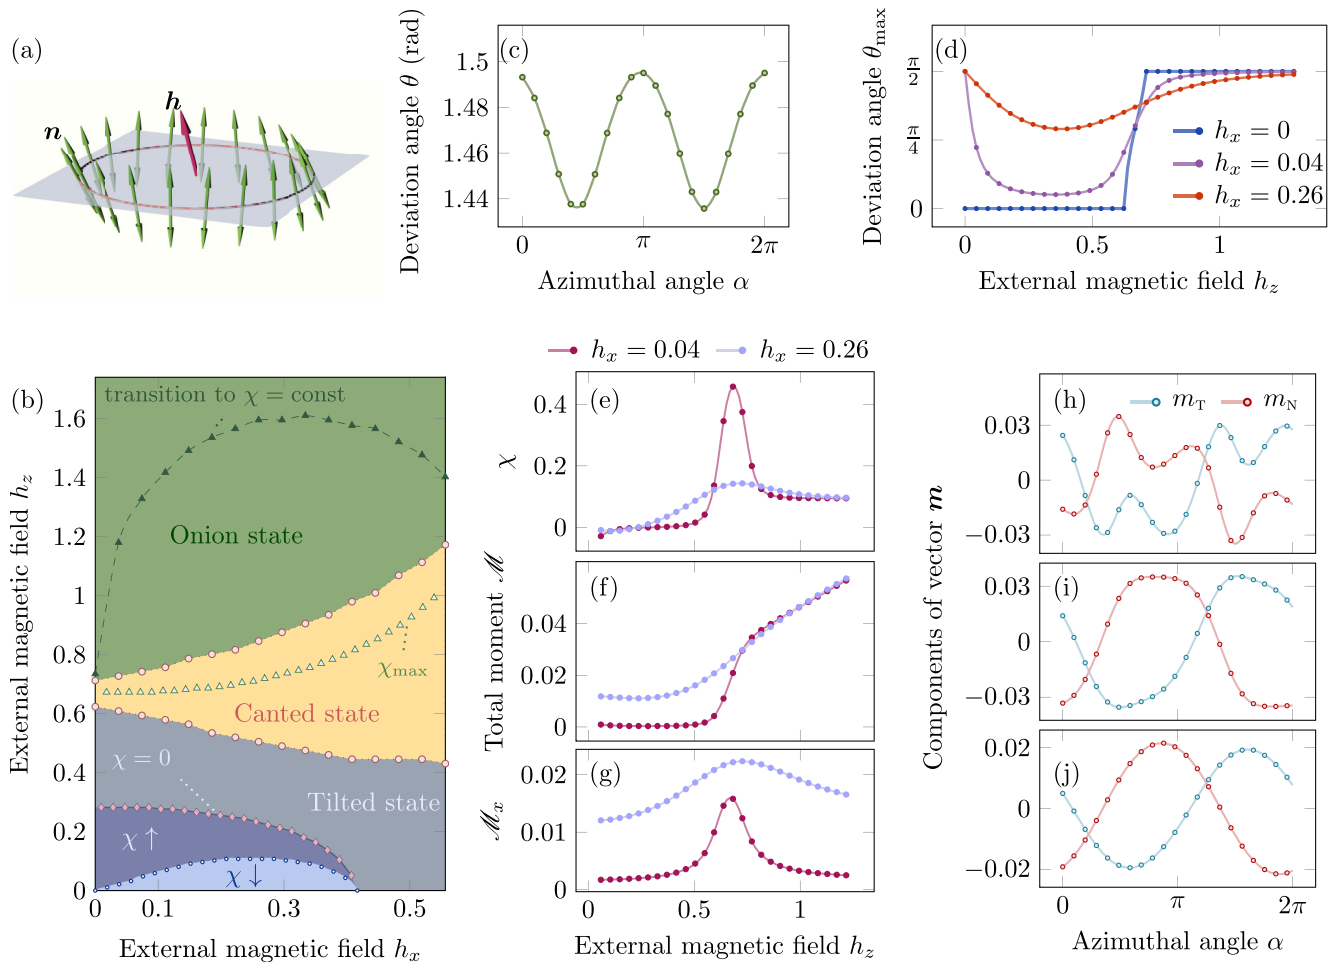 (a)
h
n
(c)
Deviation angle θ (rad)
1.5
1.48
1.46
1.44
0
π
2π
Azimuthal angle α
(d)
Deviation angle θmax
π/2
π/4
0
hx = 0
hx = 0.04
hx = 0.26
0
0.5
1
External magnetic field hz
(b)
External magnetic field hz
transition to χ = const
1.6
1.4
1.2
1
0.8
0.6
0.4
0.2
0
Onion state
χmax
Canted state
χ = 0
Tilted state
χ ↑
χ ↓
0
0.1
0.3
0.5
External magnetic field hx
hx = 0.04
hx = 0.26
(e)
χ
0.4
0.2
0
(f)
Total moment ℳ
0.04
0.02
0
(g)
ℳx
0.02
0.01
0
0
0.5
1
External magnetic field hz
Components of vector m
(h)
mT
mN
0.03
0
−0.03
(i)
0.03
0
−0.03
(j)
0.02
0
−0.02
0
π
2π
Azimuthal angle α